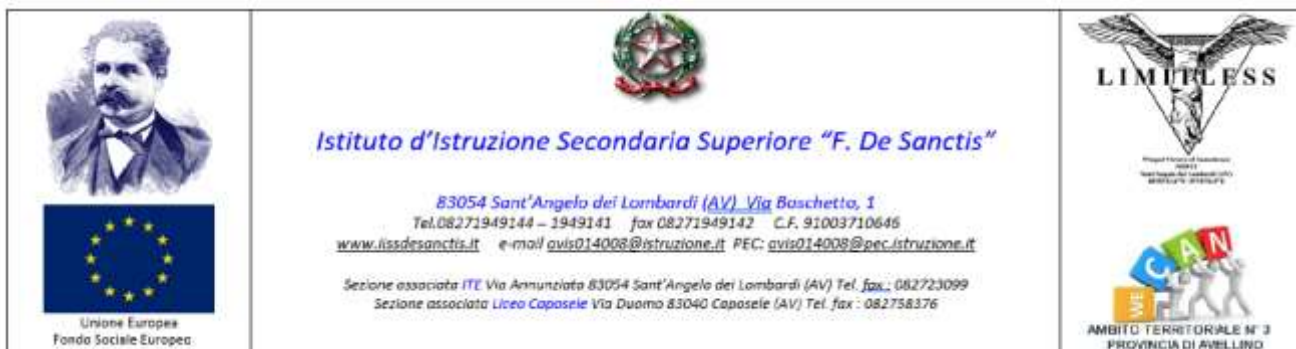 Unione Europea
Fondo Sociale Europeo
Istituto d'Istruzione Secondaria Superiore "F. De Sanctis"
83054 Sant'Angelo dei Lombardi (AV) Via Boschetto, 1
Tel.08271949144 – 1949141 fax 08271949142 C.F. 91003710646
www.iissdesanctis.it e-mail avis014008@istruzione.it PEC: avis014008@pec.istruzione.it
Sezione associata ITE Via Annunziata 83054 Sant'Angelo dei Lombardi (AV) Tel. fax : 082723099
Sezione associata Liceo Caposele Via Duomo 83040 Caposele (AV) Tel. fax : 082758376
LIMITLESS
WE CAN
AMBITO TERRITORIALE N° 3
PROVINCIA DI AVELLINO